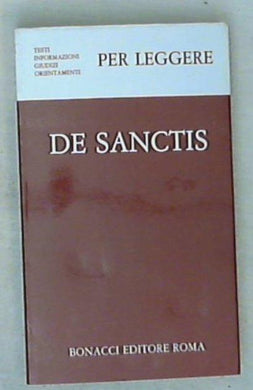 TESTI
INFORMAZIONI
GIUDIZI
ORIENTAMENTI
PER LEGGERE
DE SANCTIS
BONACCI EDITORE ROMA